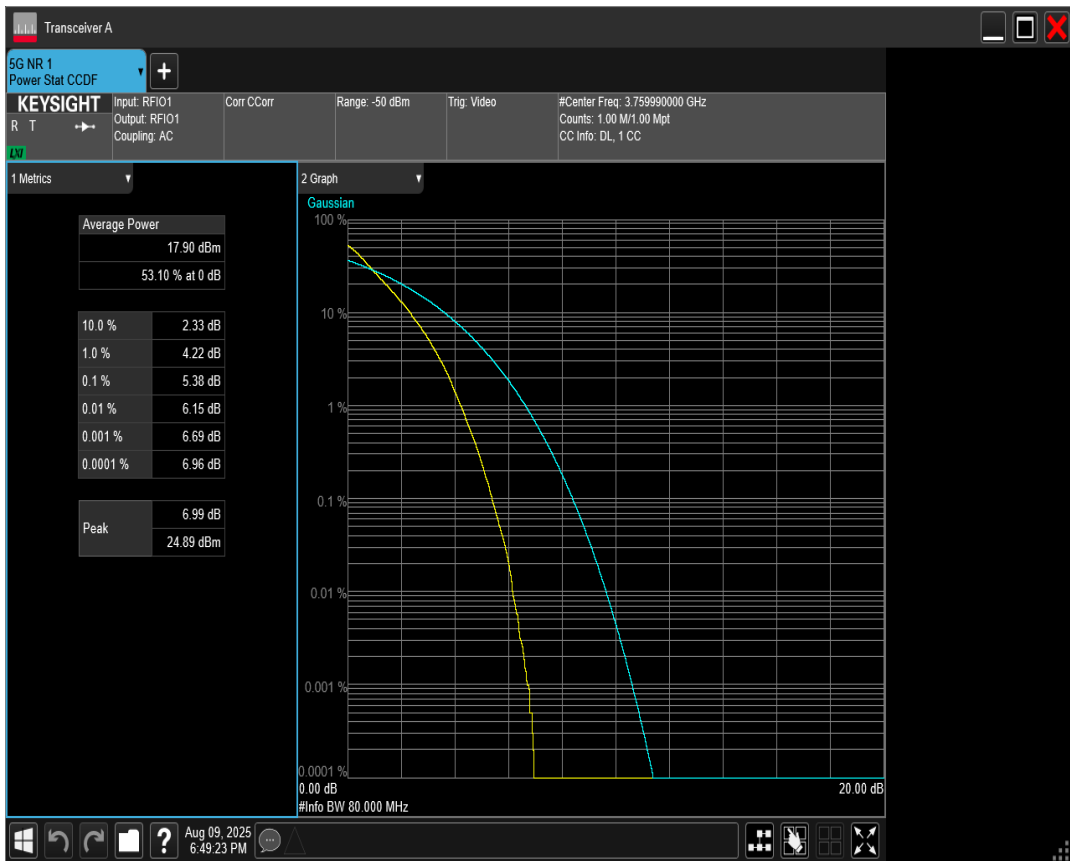 Transceiver A
5G NR 1
Power Stat CCDF
KEYSIGHT
R T
LXI
Input: RFIO1
Output: RFIO1
Coupling: AC
Corr CCorr
Range: -50 dBm
Trig: Video
#Center Freq: 3.759990000 GHz
Counts: 1.00 M/1.00 Mpt
CC Info: DL, 1 CC
1 Metrics
Average Power
17.90 dBm
53.10 % at 0 dB
10.0 % 2.33 dB
1.0 % 4.22 dB
0.1 % 5.38 dB
0.01 % 6.15 dB
0.001 % 6.69 dB
0.0001 % 6.96 dB
Peak 6.99 dB
24.89 dBm
2 Graph
Gaussian
100 %
10 %
1 %
0.1 %
0.01 %
0.001 %
0.0001 %
0.00 dB 20.00 dB
#Info BW 80.000 MHz
?
Aug 09, 2025
6:49:23 PM